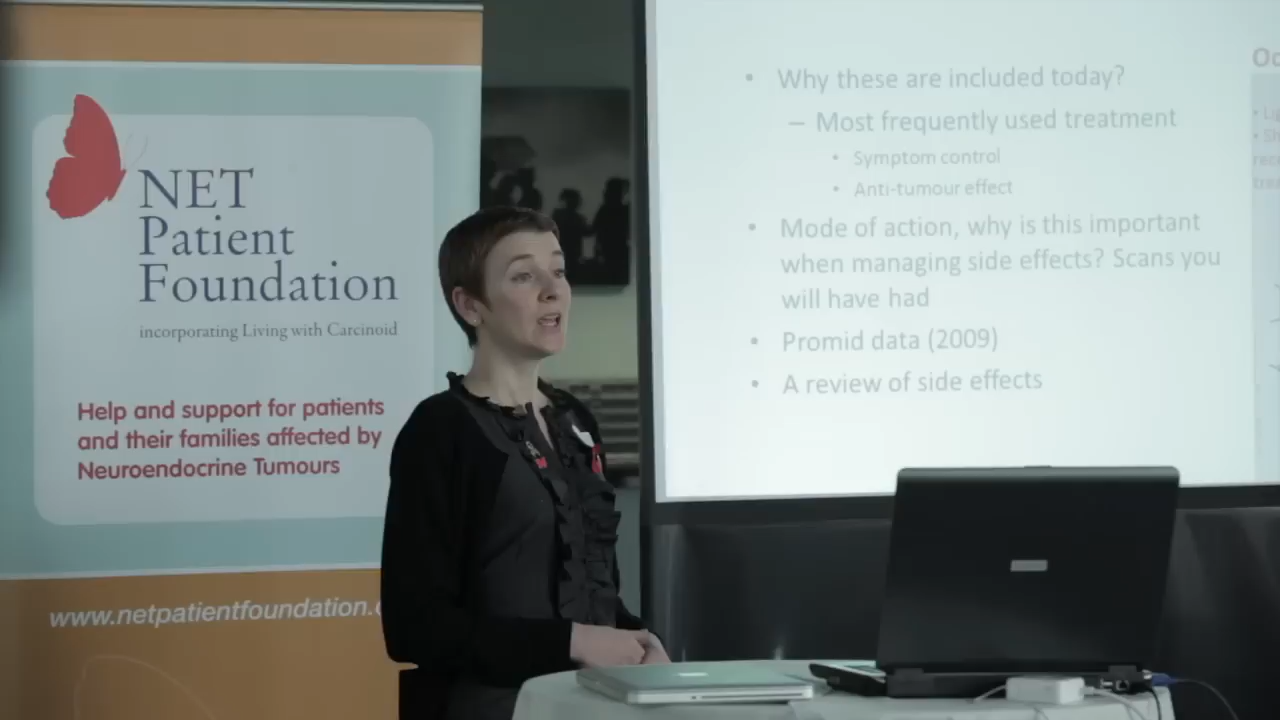 NET
Patient
Foundation
incorporating Living with Carcinoid
Help and support for patients
and their families affected by
Neuroendocrine Tumours
www.netpatientfoundation.
• Why these are included today?
– Most frequently used treatment
• Symptom control
• Anti-tumour effect
• Mode of action, why is this important
when managing side effects? Scans you
will have had
• Promid data (2009)
• A review of side effects